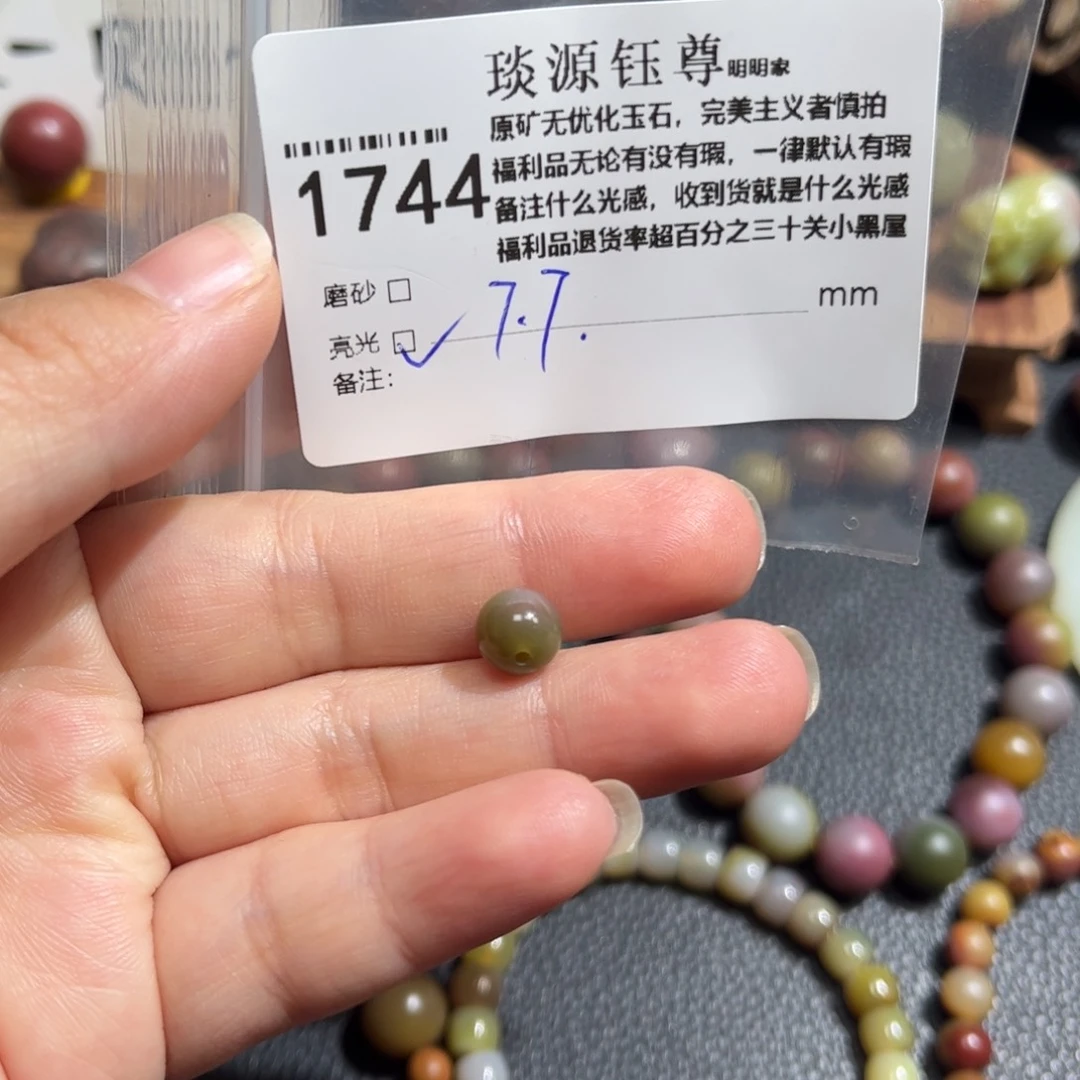 琰源钰尊明明家
原矿无优化玉石，完美主义者慎拍
1744
福利品无论有没有瑕，一律默认有瑕
备注什么光感，收到货就是什么光感
福利品退货率超百分之三十关小黑屋
磨砂 □
7.7. mm
亮光 □ ✓
备注：